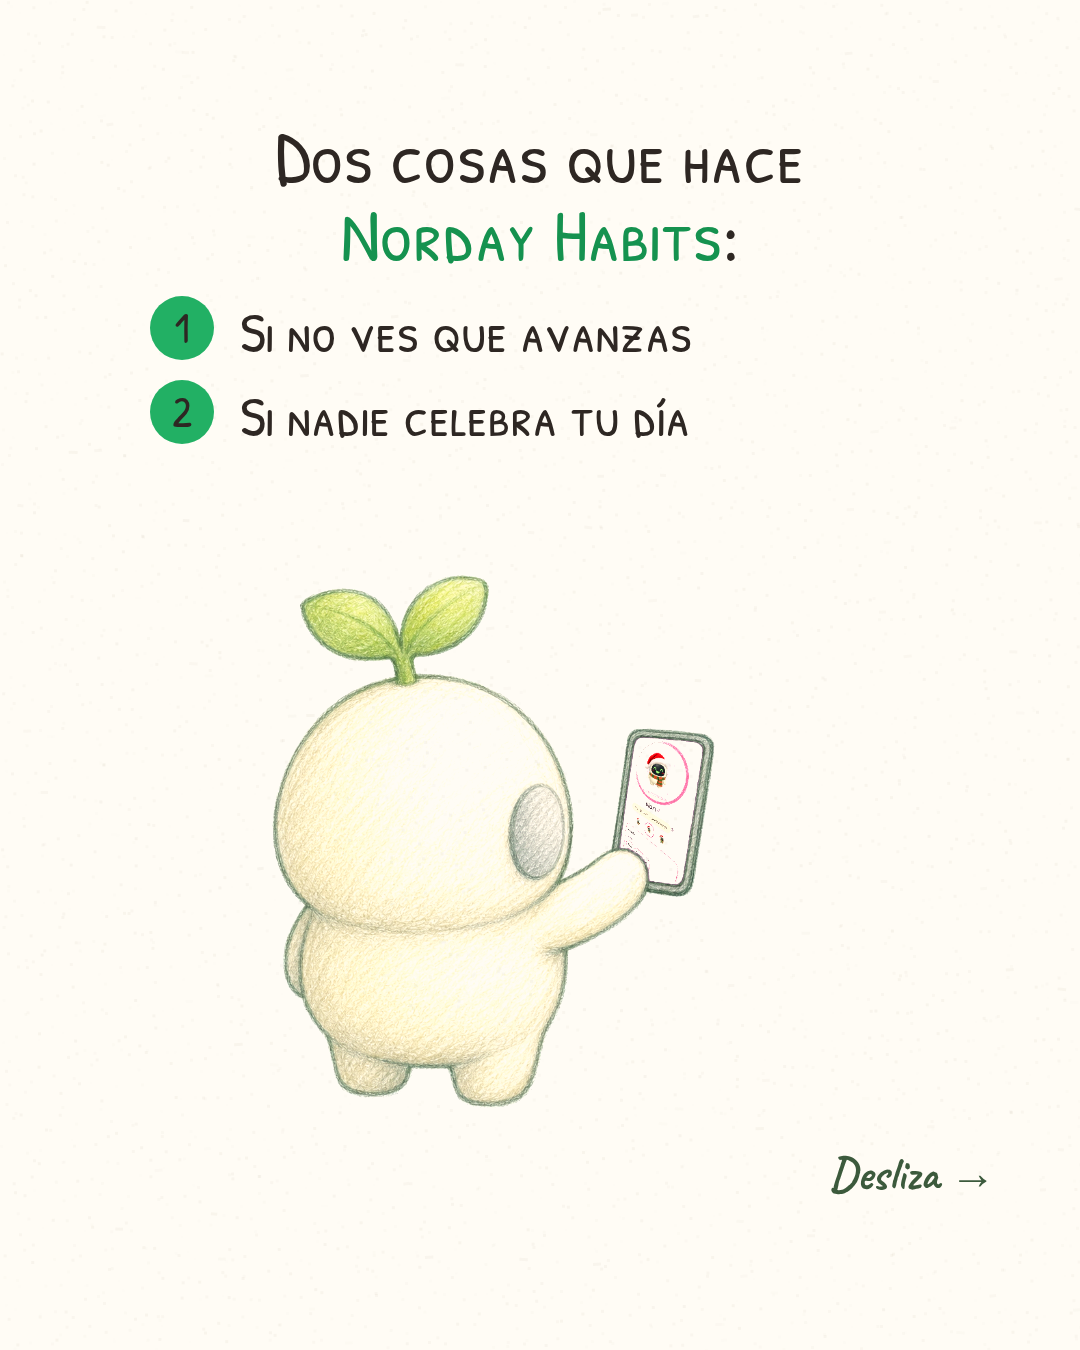 Dos cosas que hace
Norday Habits:
1 Si no ves que avanzas
2 Si nadie celebra tu día
Desliza →